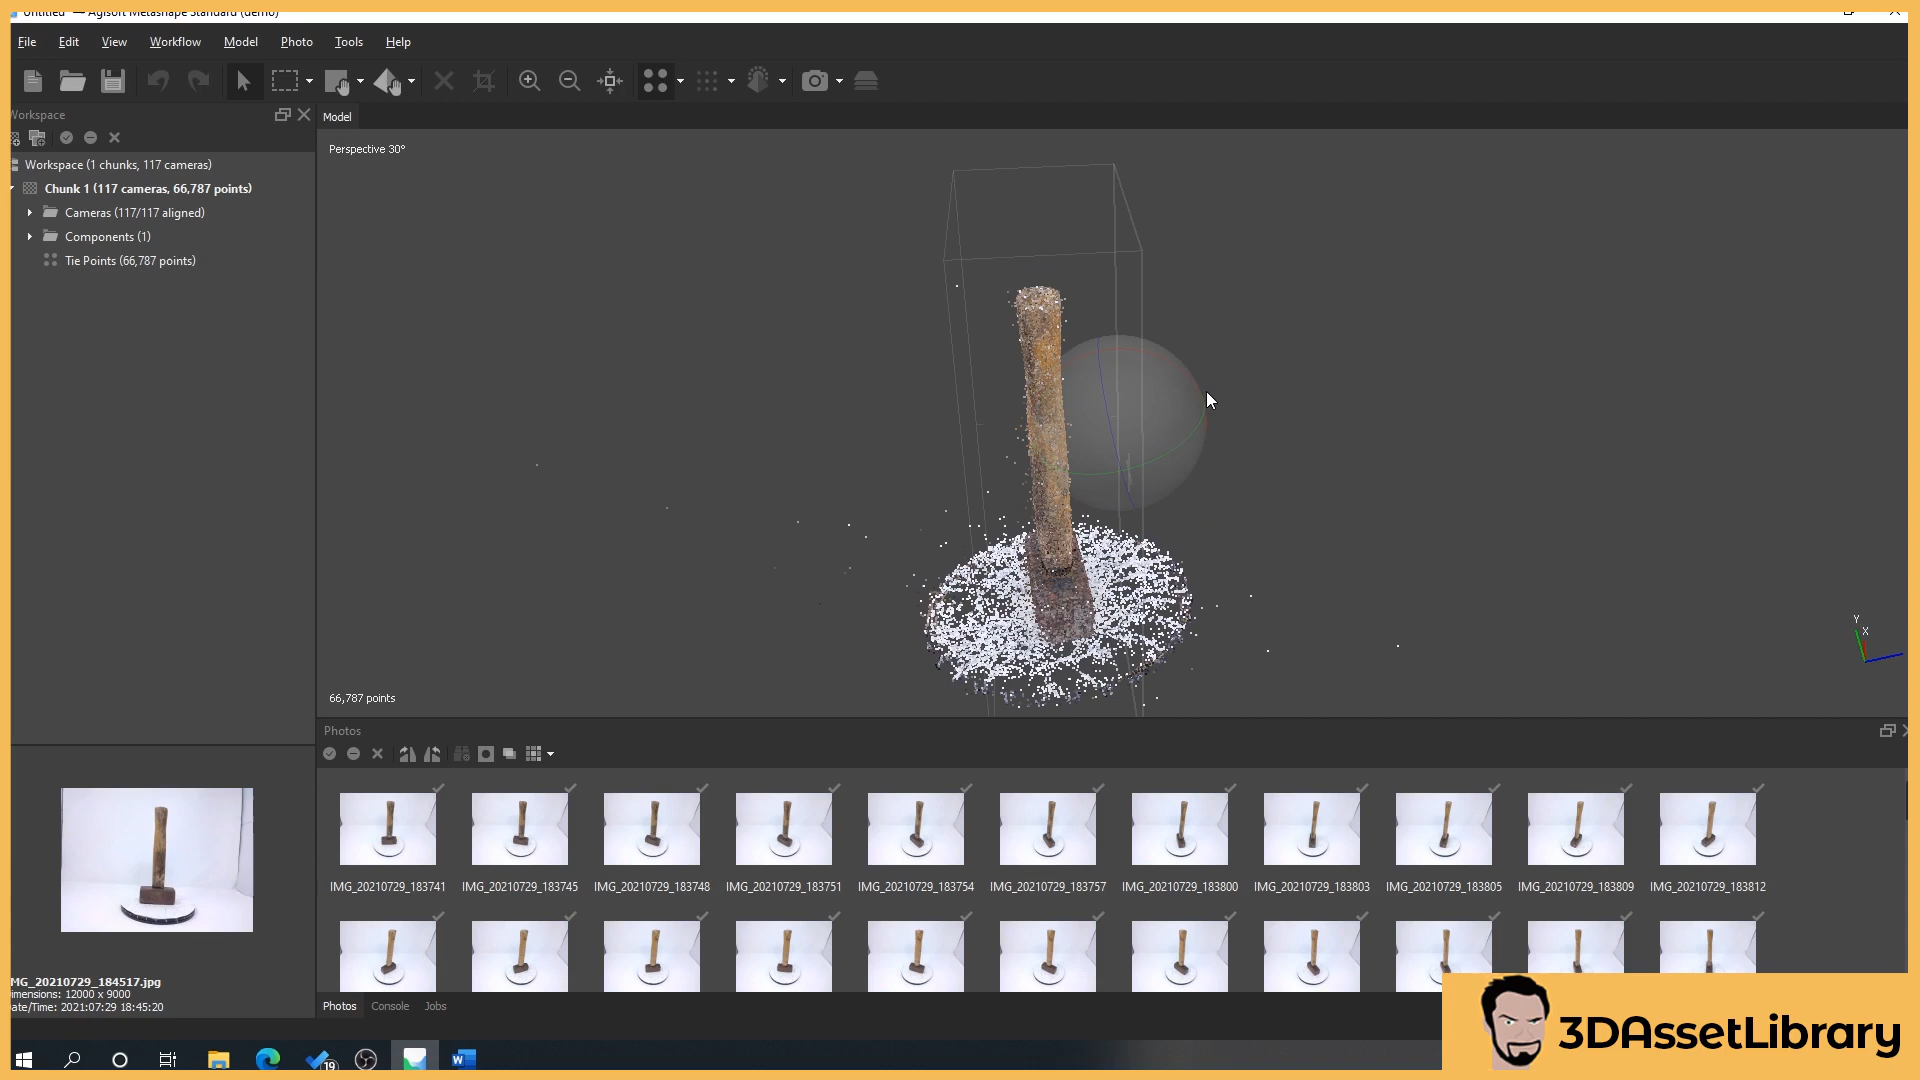 Untitled* — Agisoft Metashape Standard (demo)
File Edit View Workflow Model Photo Tools Help
Workspace
Model
Workspace (1 chunks, 117 cameras)
Chunk 1 (117 cameras, 66,787 points)
Cameras (117/117 aligned)
Components (1)
Tie Points (66,787 points)
Perspective 30°
Y
X
66,787 points
Photos
IMG_20210729_183741 IMG_20210729_183745 IMG_20210729_183748 IMG_20210729_183751 IMG_20210729_183754 IMG_20210729_183757 IMG_20210729_183800 IMG_20210729_183803 IMG_20210729_183805 IMG_20210729_183809 IMG_20210729_183812
MG_20210729_184517.jpg
imensions: 12000 x 9000
ate/Time: 2021:07:29 18:45:20
Photos Console Jobs
19
W
3DAssetLibrary